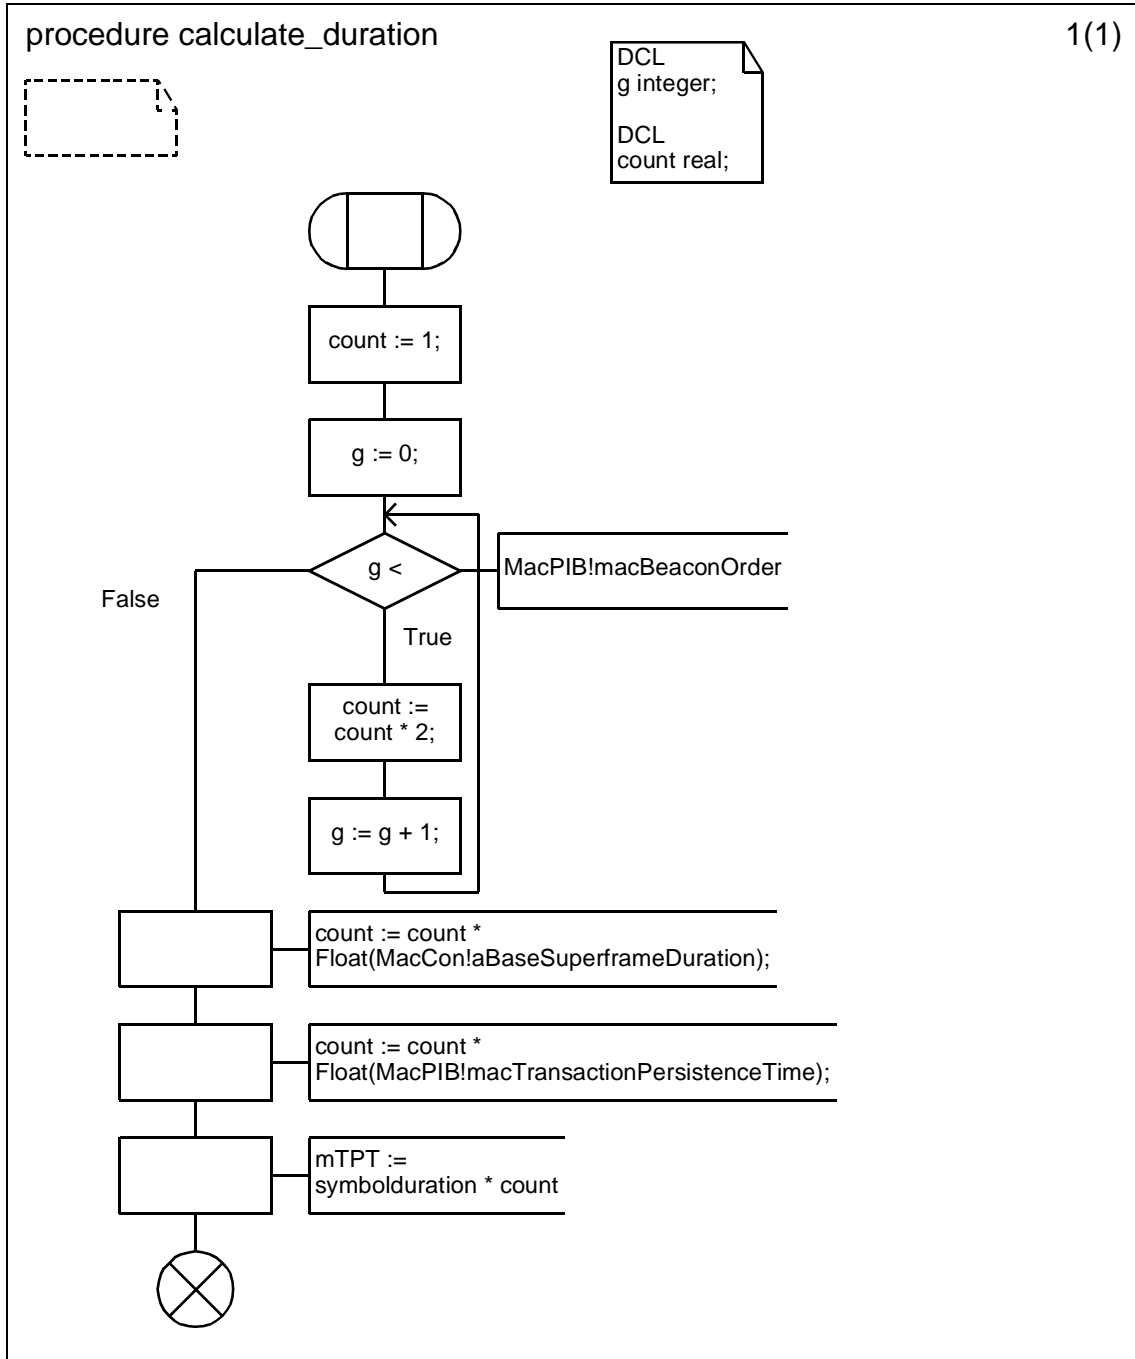 procedure calculate_duration
1(1)
DCL
g integer;
DCL
count real;
count := 1;
g := 0;
g <
MacPIB!macBeaconOrder
False
True
count :=
count * 2;
g := g + 1;
count := count *
Float(MacCon!aBaseSuperframeDuration);
count := count *
Float(MacPIB!macTransactionPersistenceTime);
mTPT :=
symbolduration * count